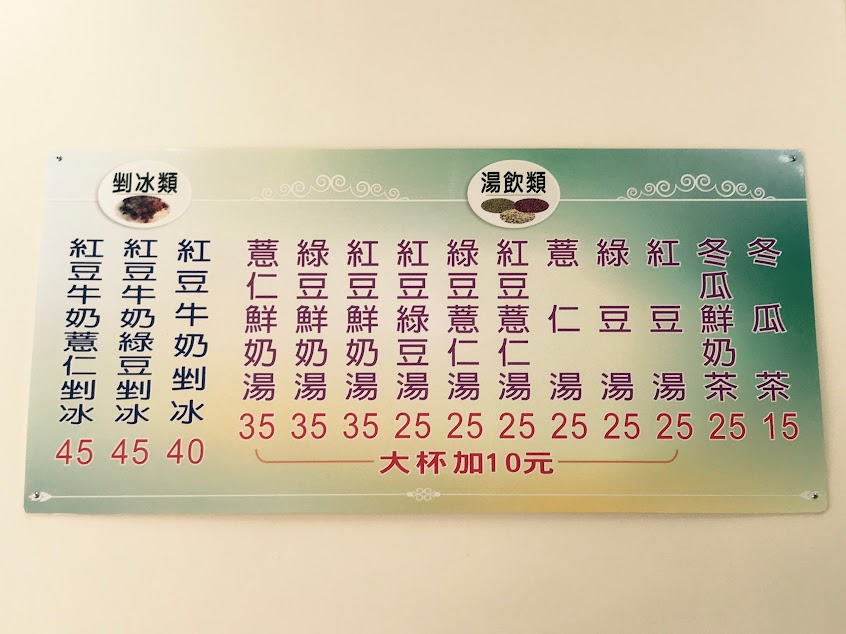 湯飲類
冬瓜茶 15
冬瓜鮮奶茶 25
紅豆湯 25
綠豆湯 25
薏仁湯 25
紅豆薏仁湯 25
綠豆薏仁湯 25
紅豆綠豆湯 25
紅豆鮮奶湯 35
綠豆鮮奶湯 35
薏仁鮮奶湯 35
大杯加10元
剉冰類
紅豆牛奶剉冰 40
紅豆牛奶綠豆剉冰 45
紅豆牛奶薏仁剉冰 45